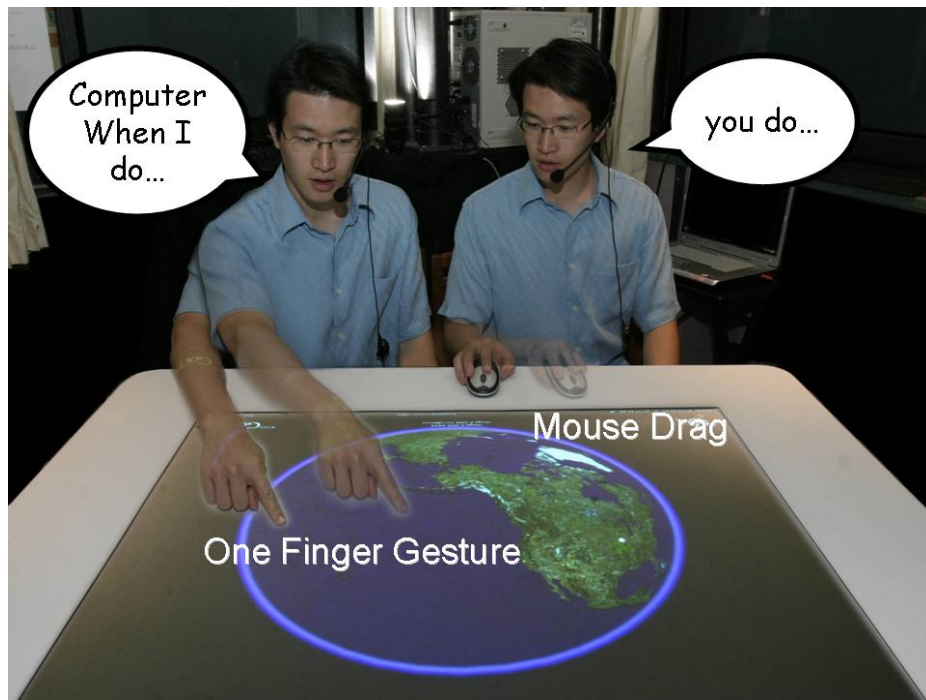 Computer
When I
do...
you do...
Mouse Drag
One Finger Gesture